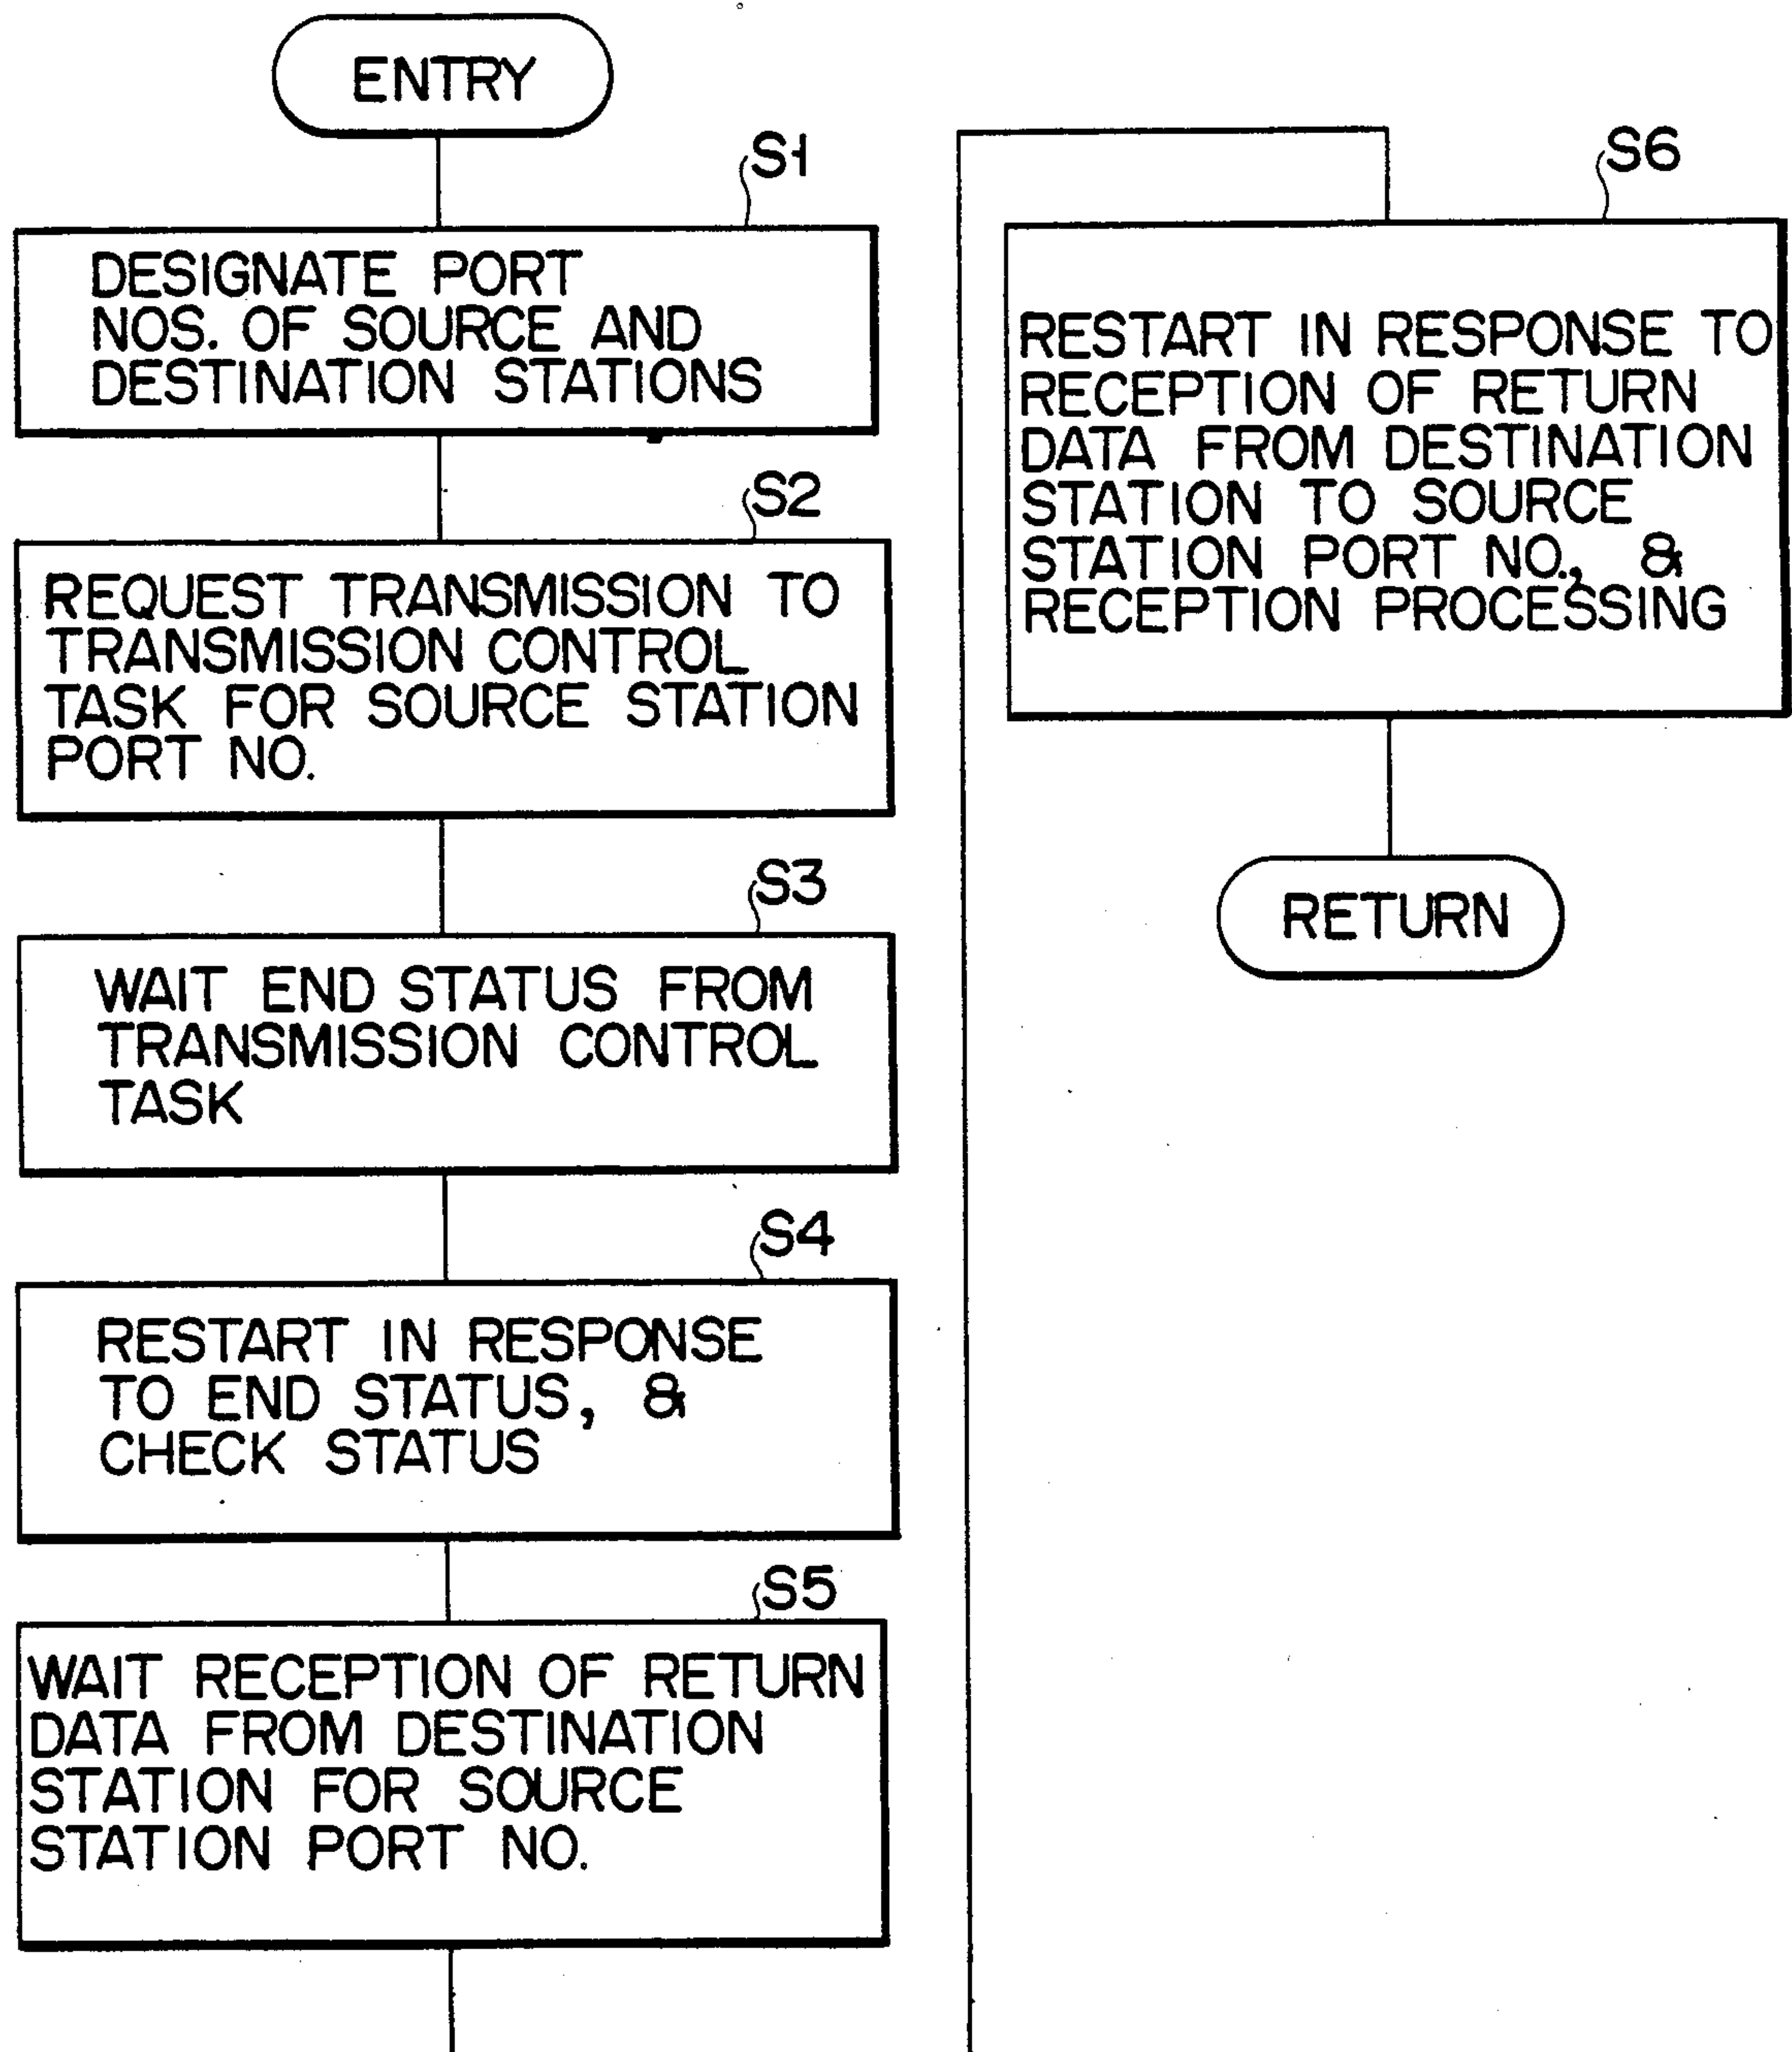 ENTRY
S1
DESIGNATE PORT
NOS. OF SOURCE AND
DESTINATION STATIONS
S2
REQUEST TRANSMISSION TO
TRANSMISSION CONTROL
TASK FOR SOURCE STATION
PORT NO.
S3
WAIT END STATUS FROM
TRANSMISSION CONTROL
TASK
S4
RESTART IN RESPONSE
TO END STATUS, &
CHECK STATUS
S5
WAIT RECEPTION OF RETURN
DATA FROM DESTINATION
STATION FOR SOURCE
STATION PORT NO.
S6
RESTART IN RESPONSE TO
RECEPTION OF RETURN
DATA FROM DESTINATION
STATION TO SOURCE
STATION PORT NO., &
RECEPTION PROCESSING
RETURN